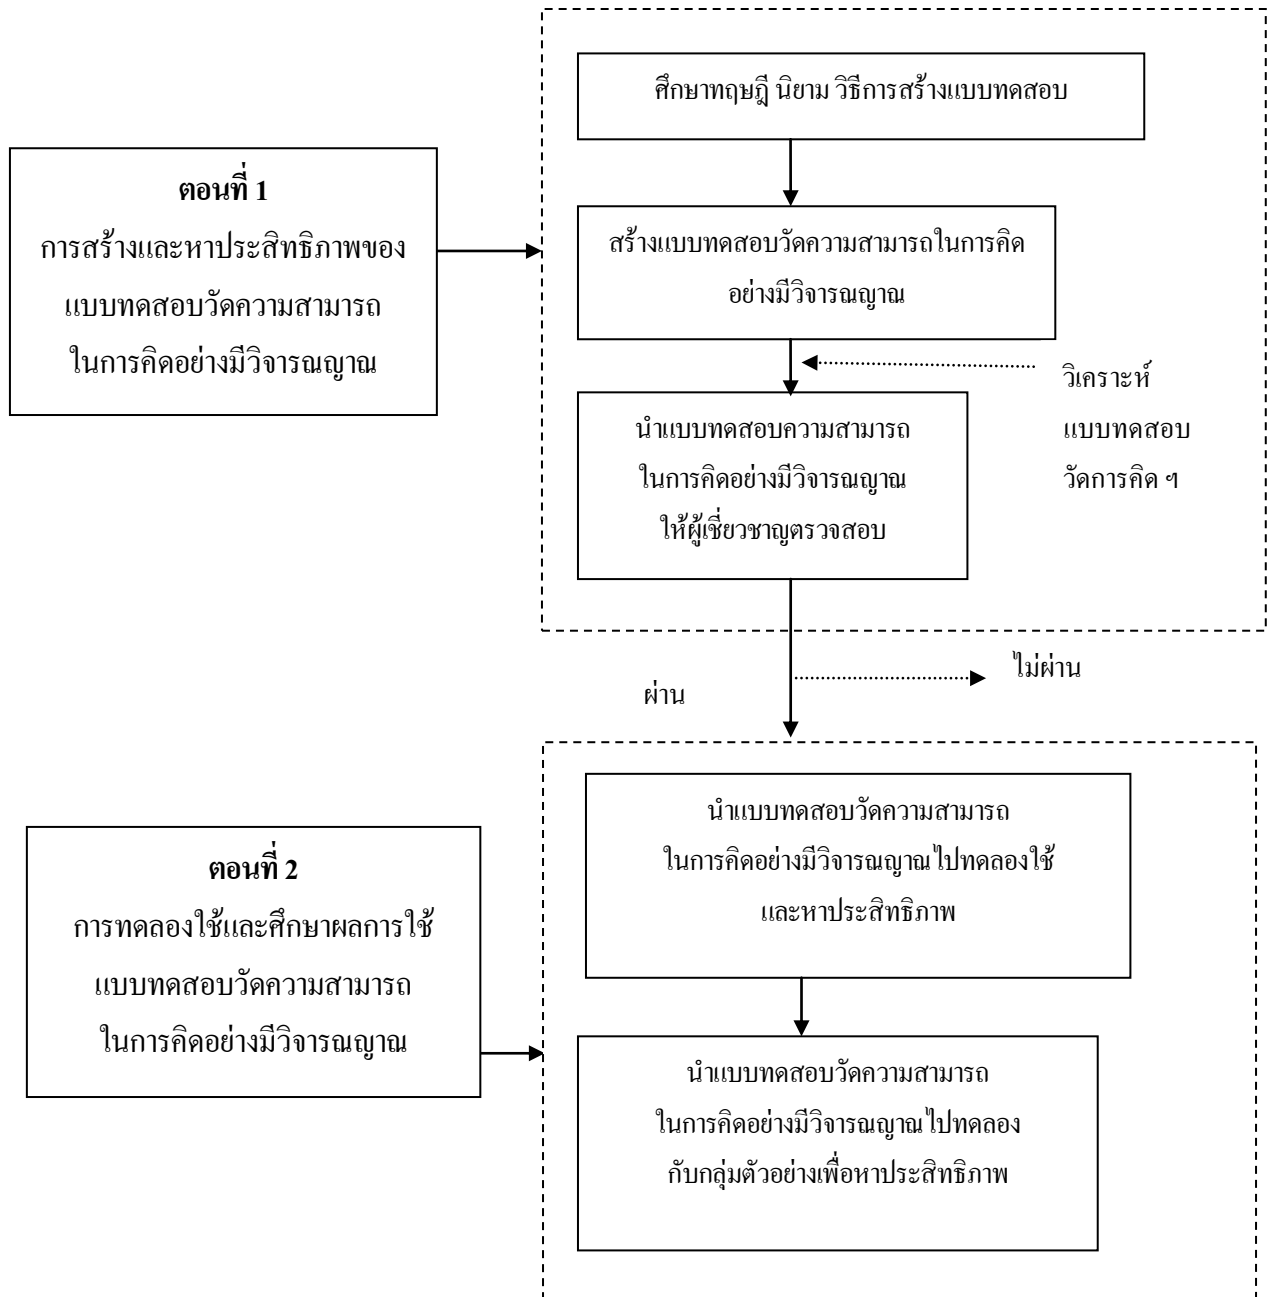 ศึกษาทฤษฎี นิยาม วิธีการสร้างแบบทดสอบ
ตอนที่ 1
การสร้างและหาประสิทธิภาพของ
แบบทดสอบวัดความสามารถ
ในการคิดอย่างมีวิจารณญาณ
สร้างแบบทดสอบวัดความสามารถในการคิด
อย่างมีวิจารณญาณ
วิเคราะห์
แบบทดสอบ
วัดการคิด ฯ
นำแบบทดสอบความสามารถ
ในการคิดอย่างมีวิจารณญาณ
ให้ผู้เชี่ยวชาญตรวจสอบ
ไม่ผ่าน
ผ่าน
นำแบบทดสอบวัดความสามารถ
ในการคิดอย่างมีวิจารณญาณไปทดลองใช้
และหาประสิทธิภาพ
ตอนที่ 2
การทดลองใช้และศึกษาผลการใช้
แบบทดสอบวัดความสามารถ
ในการคิดอย่างมีวิจารณญาณ
นำแบบทดสอบวัดความสามารถ
ในการคิดอย่างมีวิจารณญาณไปทดลอง
กับกลุ่มตัวอย่างเพื่อหาประสิทธิภาพ